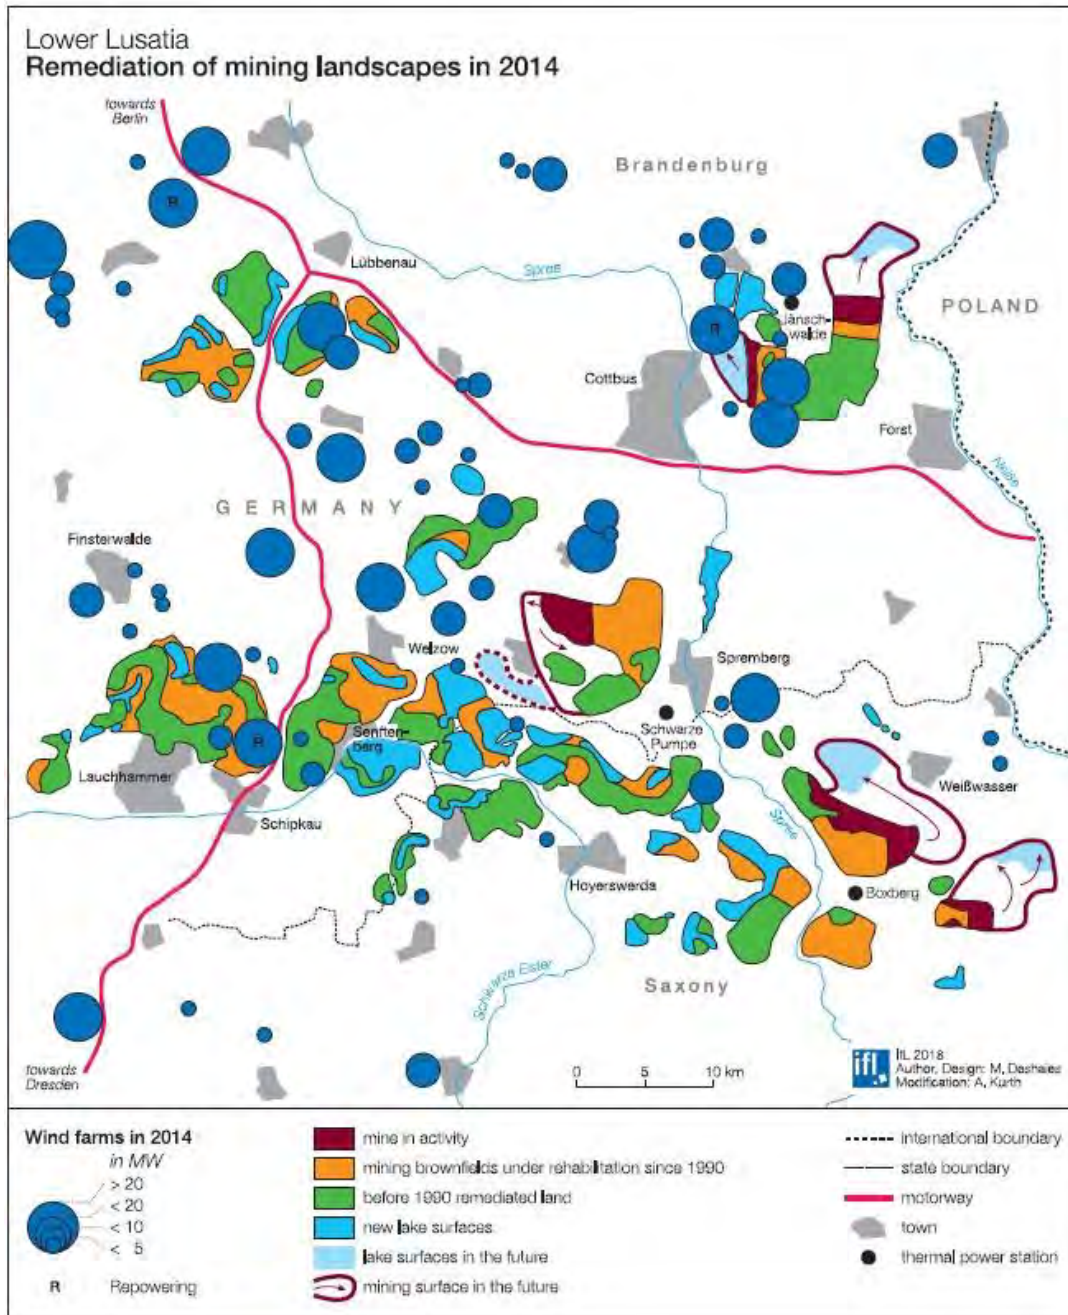 Lower Lusatia
Remediation of mining landscapes in 2014
towards
Berlin
Brandenburg
R
Lübbenau
Spree
POLAND
Jänsch-
walde
R
Cottbus
Forst
Neiße
GERMANY
Finsterwalde
Welzow
Spremberg
Senften-
berg
Schwarze
Pumpe
R
Lauchhammer
Weißwasser
Schipkau
Spree
Hoyerswerda
Boxberg
Schwarze Elster
Saxony
towards
Dresden
0 5 10 km
ifl.
IfL 2018
Author, Design: M. Deshaies
Modification: A. Kurth
Wind farms in 2014
in MW
> 20
< 20
< 10
< 5
R Repowering
mine in activity
mining brownfields under rehabilitation since 1990
before 1990 remediated land
new lake surfaces
lake surfaces in the future
mining surface in the future
international boundary
state boundary
motorway
town
thermal power station